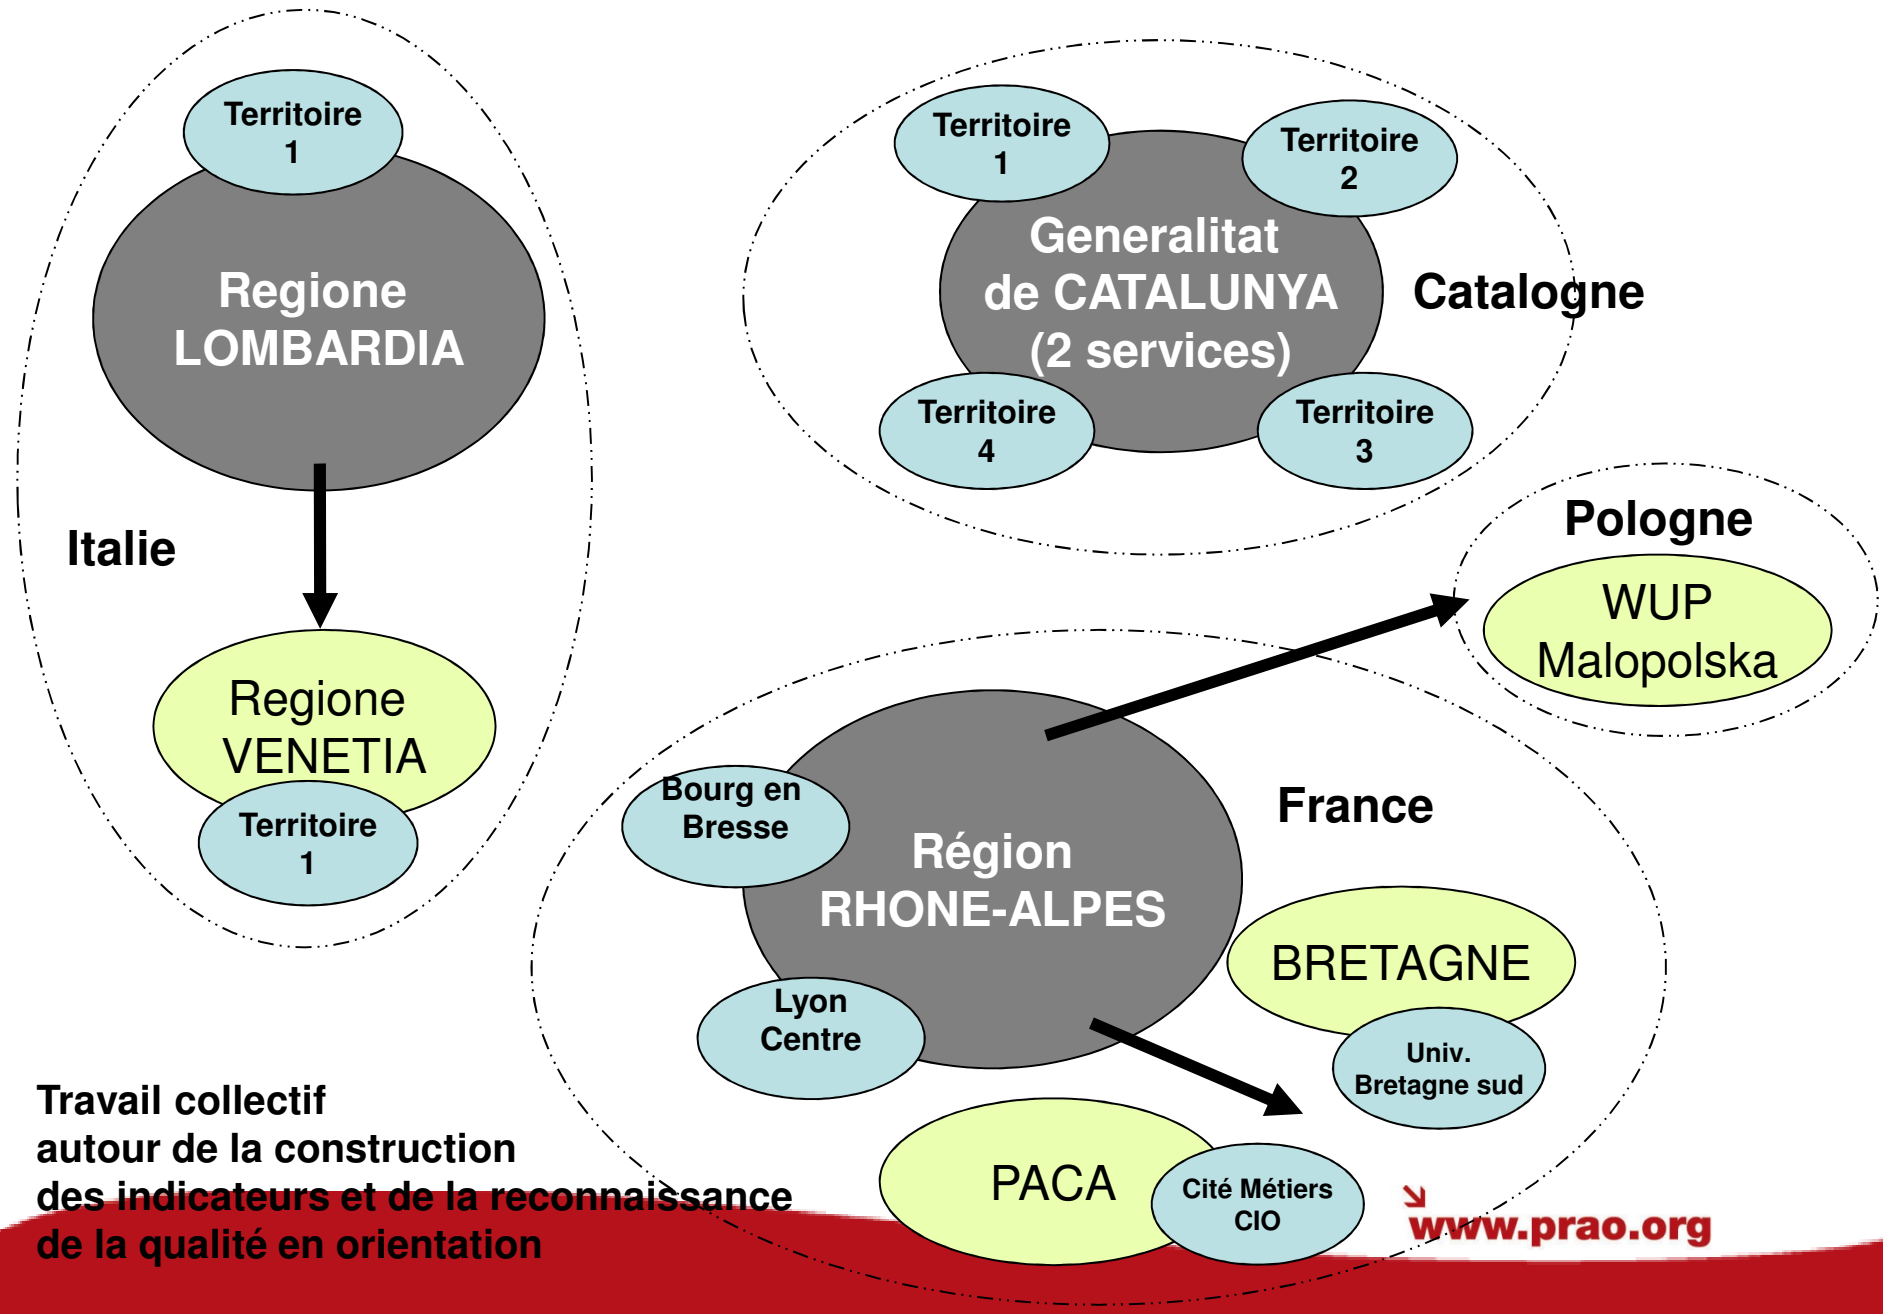 Territoire
1
Regione
LOMBARDIA
Italie
Regione
VENETIA
Territoire
1
Territoire
1
Territoire
2
Generalitat
de CATALUNYA
(2 services)
Catalogne
Territoire
4
Territoire
3
Pologne
WUP
Malopolska
Bourg en
Bresse
France
Région
RHONE-ALPES
BRETAGNE
Lyon
Centre
Univ.
Bretagne sud
PACA
Cité Métiers
CIO
Travail collectif
autour de la construction
des indicateurs et de la reconnaissance
de la qualité en orientation
www.prao.org